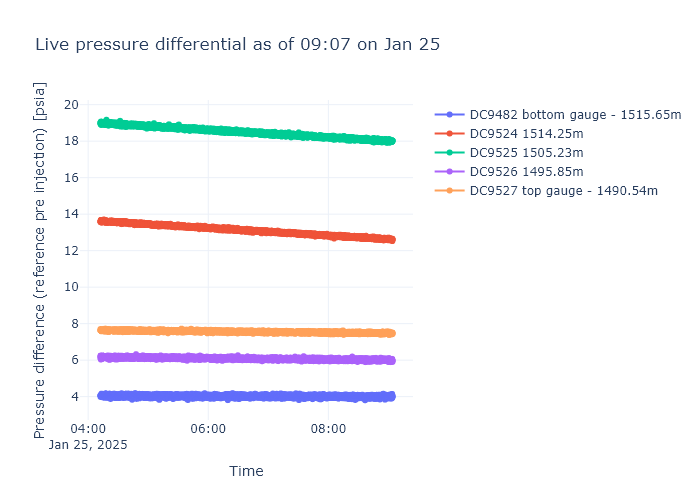 Live pressure differential as of 09:07 on Jan 25
Pressure difference (reference pre injection) [psia]
20
18
16
14
12
10
8
6
4
04:00
Jan 25, 2025
06:00
08:00
Time
DC9482 bottom gauge - 1515.65m
DC9524 1514.25m
DC9525 1505.23m
DC9526 1495.85m
DC9527 top gauge - 1490.54m